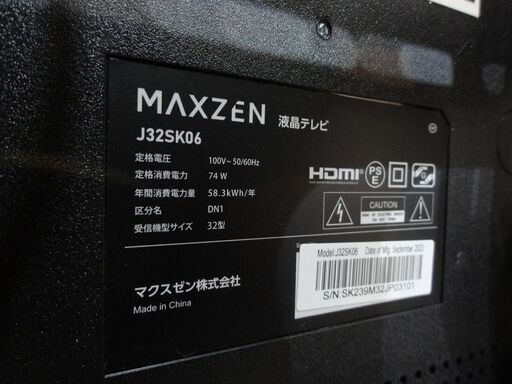 MAXZEN 液晶テレビ
J32SK06
定格電圧 100V~50/60Hz
定格消費電力 74 W
年間消費電力量 58.3kWh/年
区分名 DN1
受信機型サイズ 32型
HDMI
PS
E
CAUTION
Model:J32SK06 Date of Mfg: September 2023
S/N:SK239M32JP03101
マクスゼン株式会社
Made in China